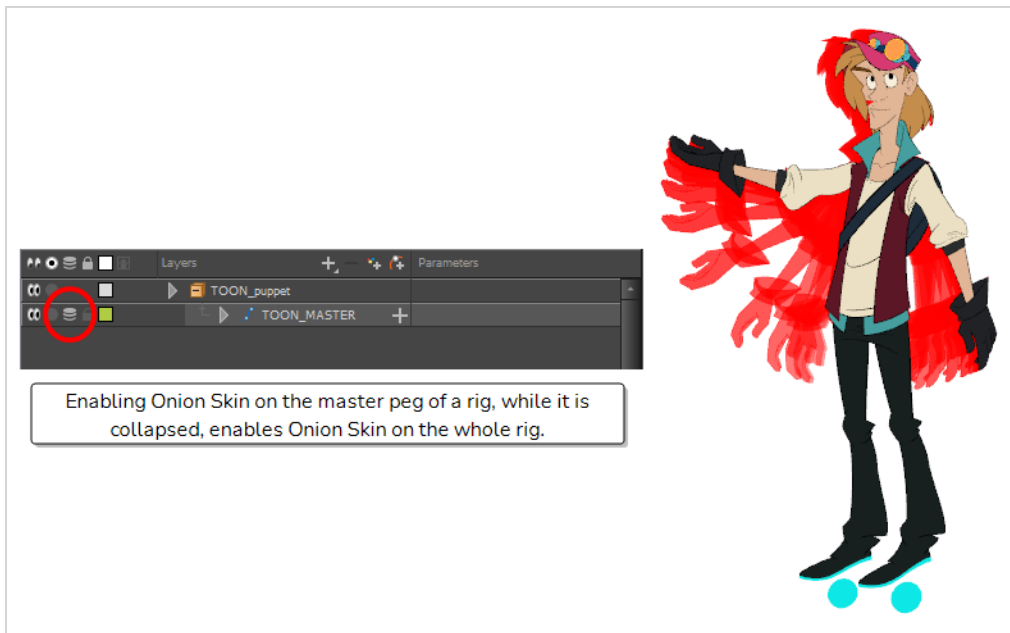 Layers
Parameters
TOON_puppet
TOON_MASTER
Enabling Onion Skin on the master peg of a rig, while it is
collapsed, enables Onion Skin on the whole rig.